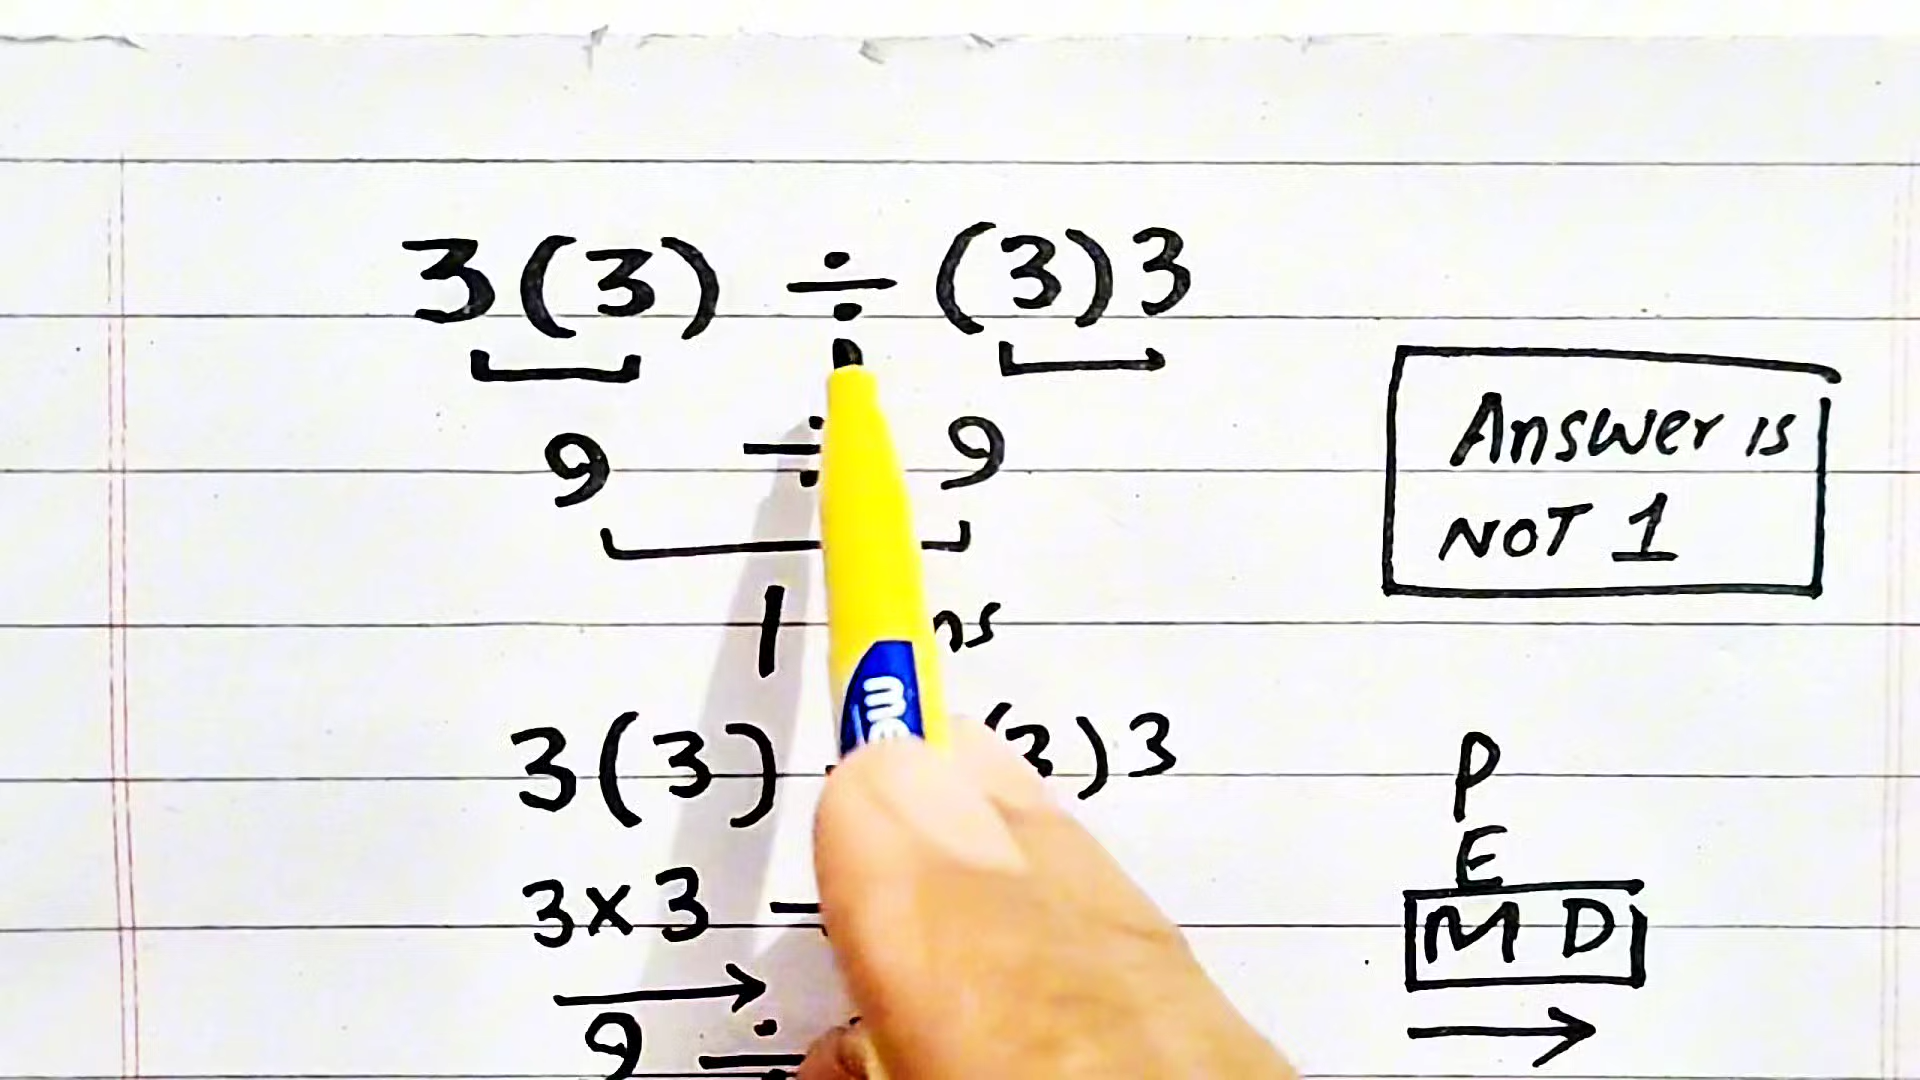 3(3) ÷ (3)3
9 ÷ 9
1
3(3) 3)3
3×3
9 ÷
Answer is
NOT 1
P
E
M D